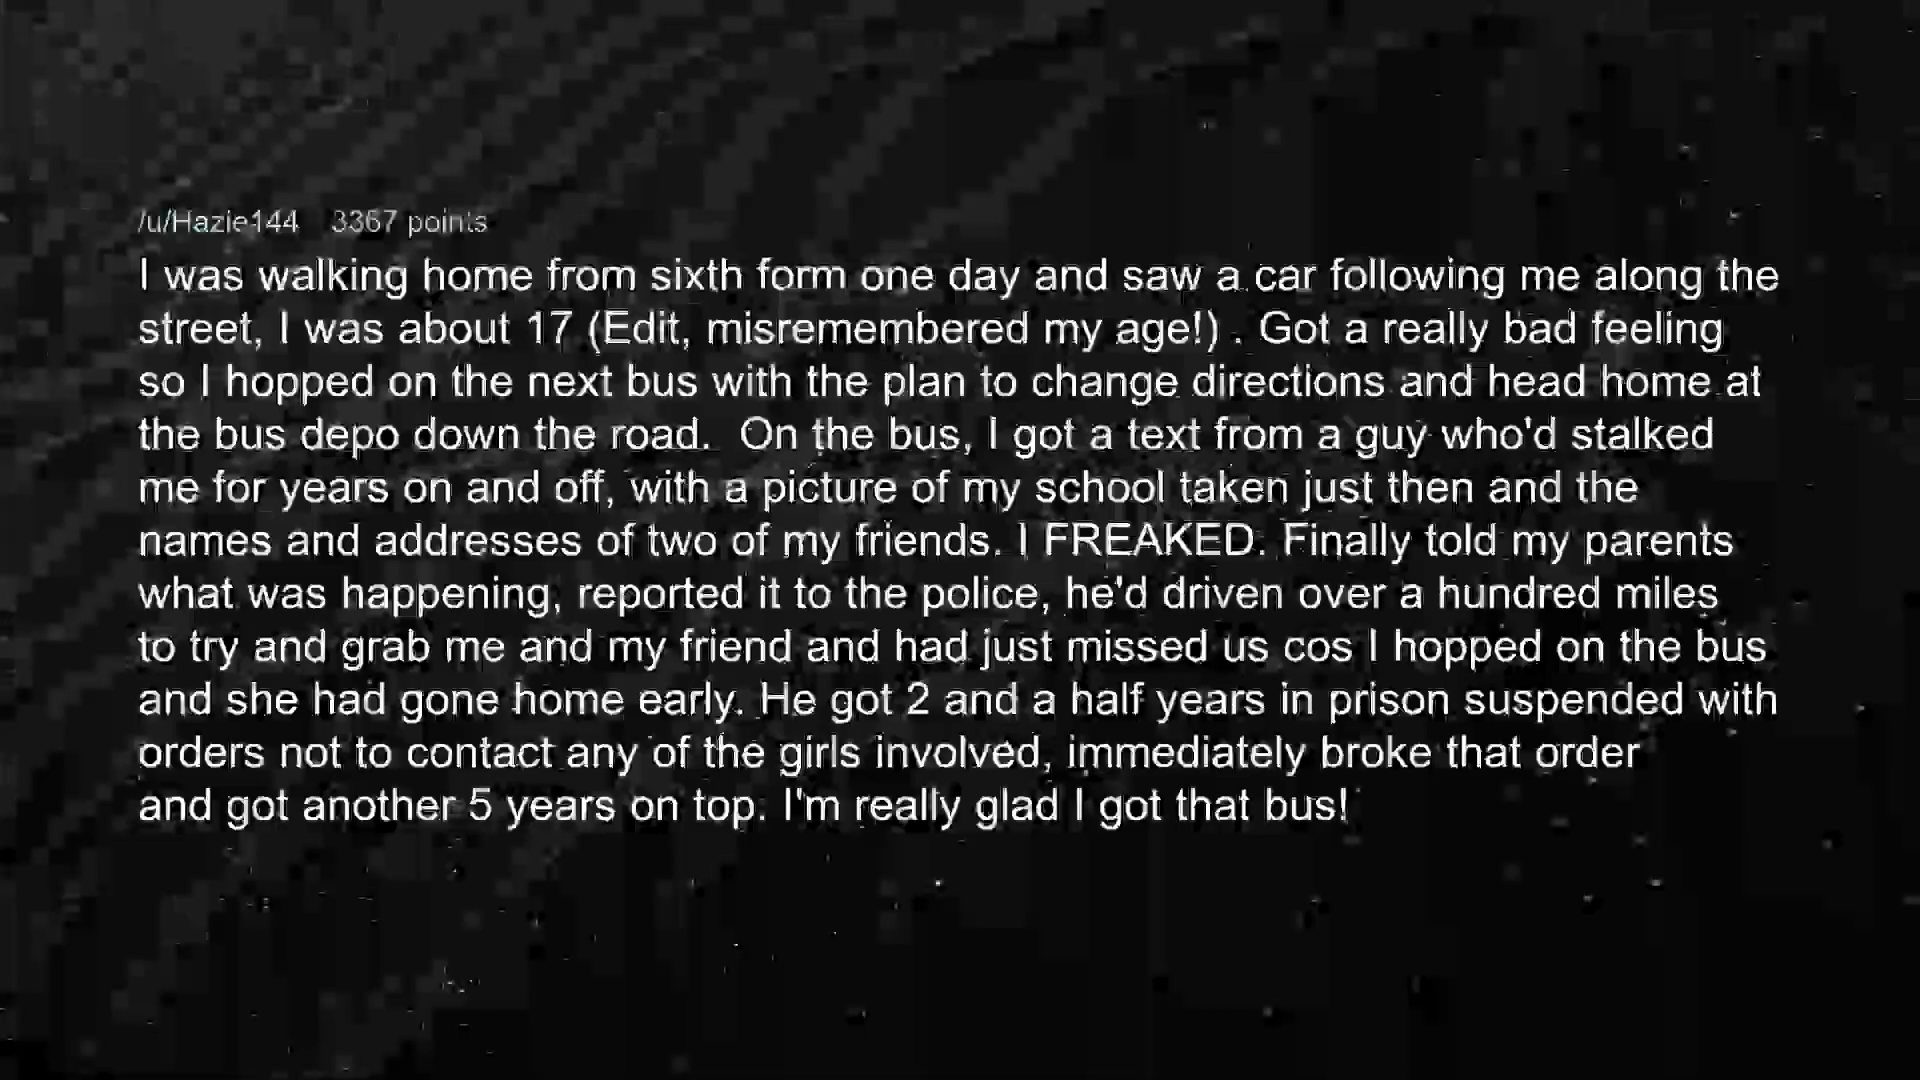 /u/Hazie144 3367 points
I was walking home from sixth form one day and saw a car following me along the
street, I was about 17 (Edit, misremembered my age!) . Got a really bad feeling
so I hopped on the next bus with the plan to change directions and head home at
the bus depo down the road. On the bus, I got a text from a guy who'd stalked
me for years on and off, with a picture of my school taken just then and the
names and addresses of two of my friends. I FREAKED. Finally told my parents
what was happening, reported it to the police, he'd driven over a hundred miles
to try and grab me and my friend and had just missed us cos I hopped on the bus
and she had gone home early. He got 2 and a half years in prison suspended with
orders not to contact any of the girls involved, immediately broke that order
and got another 5 years on top. I'm really glad I got that bus!